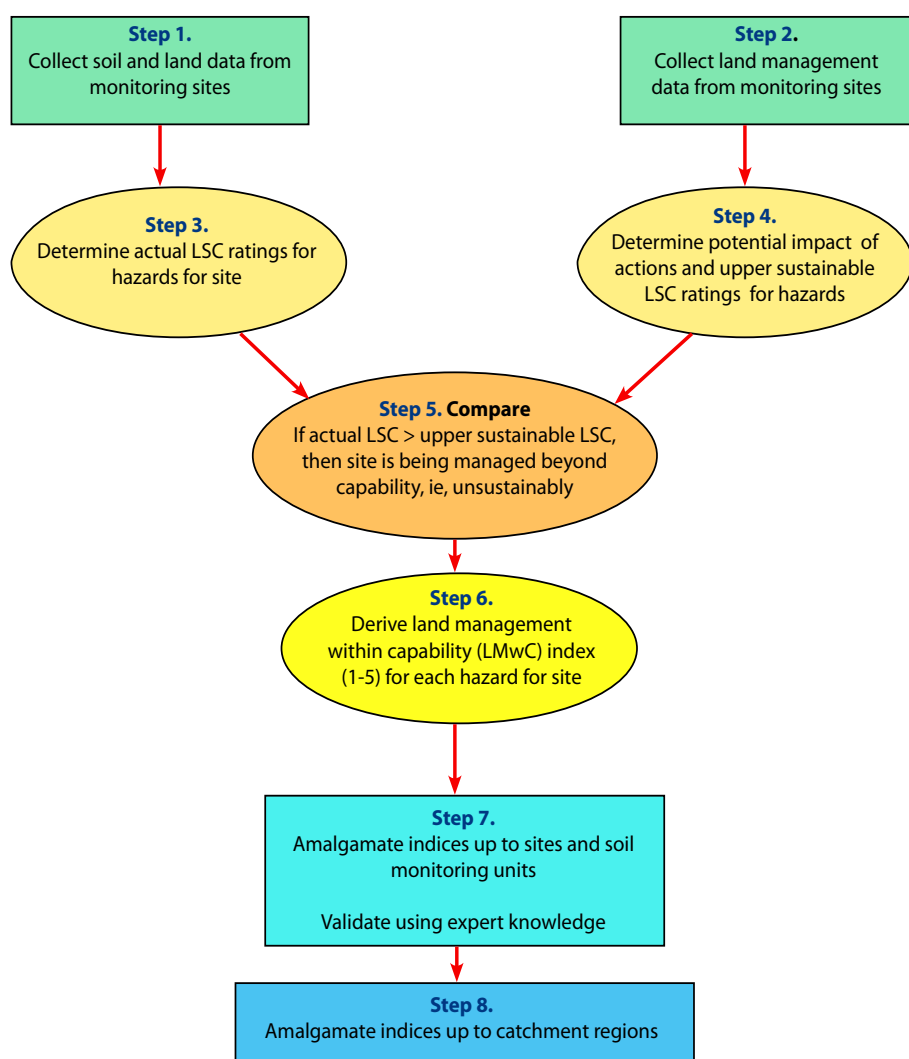 Step 1.
Collect soil and land data from
monitoring sites
Step 2.
Collect land management
data from monitoring sites
Step 3.
Determine actual LSC ratings for
hazards for site
Step 4.
Determine potential impact of
actions and upper sustainable
LSC ratings for hazards
Step 5. Compare
If actual LSC > upper sustainable LSC,
then site is being managed beyond
capability, ie, unsustainably
Step 6.
Derive land management
within capability (LMwC) index
(1-5) for each hazard for site
Step 7.
Amalgamate indices up to sites and soil
monitoring units
Validate using expert knowledge
Step 8.
Amalgamate indices up to catchment regions